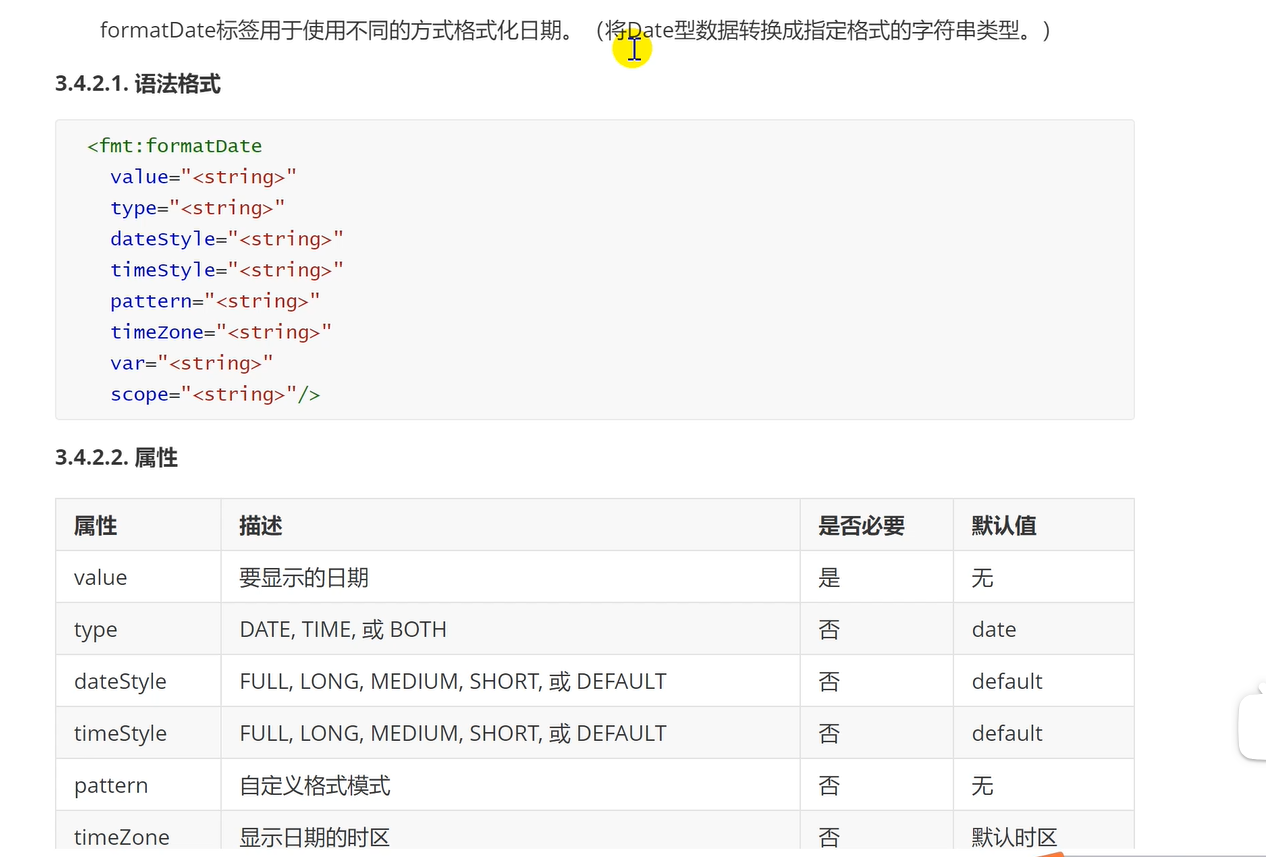 formatDate标签用于使用不同的方式格式化日期。（将Date型数据转换成指定格式的字符串类型。）
3.4.2.1. 语法格式
<fmt:formatDate
value="<string>"
type="<string>"
dateStyle="<string>"
timeStyle="<string>"
pattern="<string>"
timeZone="<string>"
var="<string>"
scope="<string>"/>
3.4.2.2. 属性
属性 描述 是否必要 默认值
value 要显示的日期 是 无
type DATE, TIME, 或 BOTH 否 date
dateStyle FULL, LONG, MEDIUM, SHORT, 或 DEFAULT 否 default
timeStyle FULL, LONG, MEDIUM, SHORT, 或 DEFAULT 否 default
pattern 自定义格式模式 否 无
timeZone 显示日期的时区 否 默认时区